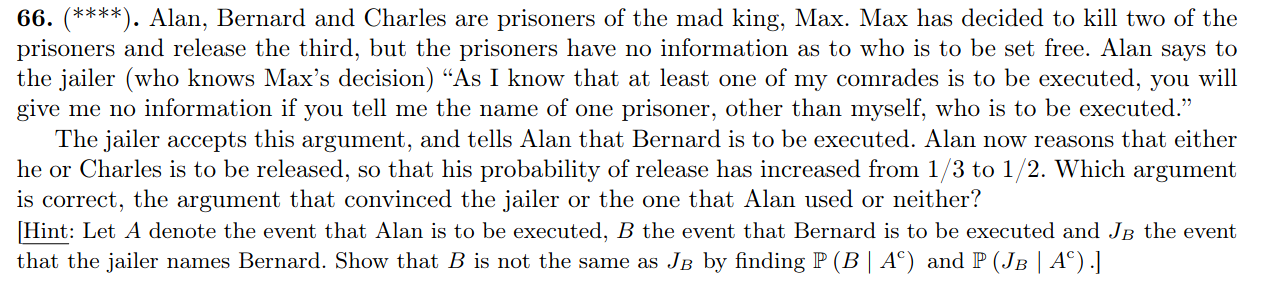 66. (****). Alan, Bernard and Charles are prisoners of the mad king, Max. Max has decided to kill two of the
prisoners and release the third, but the prisoners have no information as to who is to be set free. Alan says to
the jailer (who knows Max's decision) “As I know that at least one of my comrades is to be executed, you will
give me no information if you tell me the name of one prisoner, other than myself, who is to be executed.”
The jailer accepts this argument, and tells Alan that Bernard is to be executed. Alan now reasons that either
he or Charles is to be released, so that his probability of release has increased from 1/3 to 1/2. Which argument
is correct, the argument that convinced the jailer or the one that Alan used or neither?
[Hint: Let A denote the event that Alan is to be executed, B the event that Bernard is to be executed and J_B the event
that the jailer names Bernard. Show that B is not the same as J_B by finding ℙ (B | Aᶜ) and ℙ (J_B | Aᶜ) .]